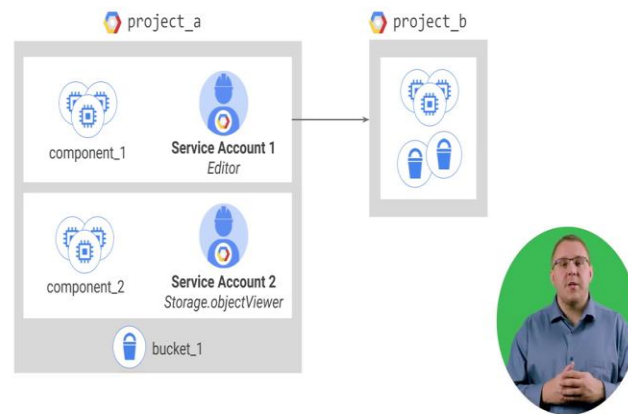 project_a
project_b
component_1
Service Account 1
Editor
component_2
Service Account 2
Storage.objectViewer
bucket_1